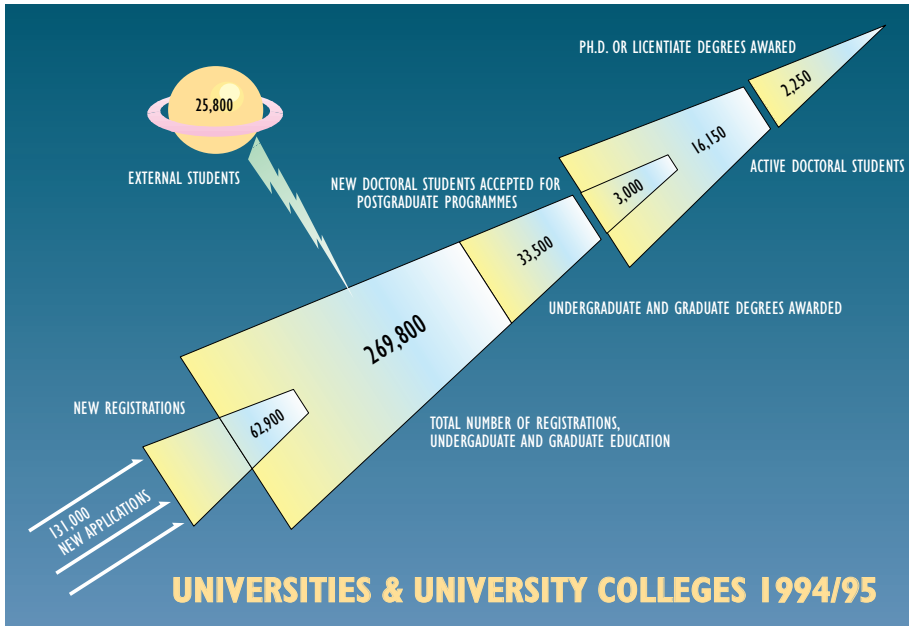 PH.D. OR LICENTIATE DEGREES AWARED
2,250
25,800
16,150
ACTIVE DOCTORAL STUDENTS
EXTERNAL STUDENTS
NEW DOCTORAL STUDENTS ACCEPTED FOR
POSTGRADUATE PROGRAMMES
3,000
33,500
UNDERGRADUATE AND GRADUATE DEGREES AWARDED
269,800
NEW REGISTRATIONS
62,900
TOTAL NUMBER OF REGISTRATIONS,
UNDERGADUATE AND GRADUATE EDUCATION
131,000
NEW APPLICATIONS
UNIVERSITIES & UNIVERSITY COLLEGES 1994/95